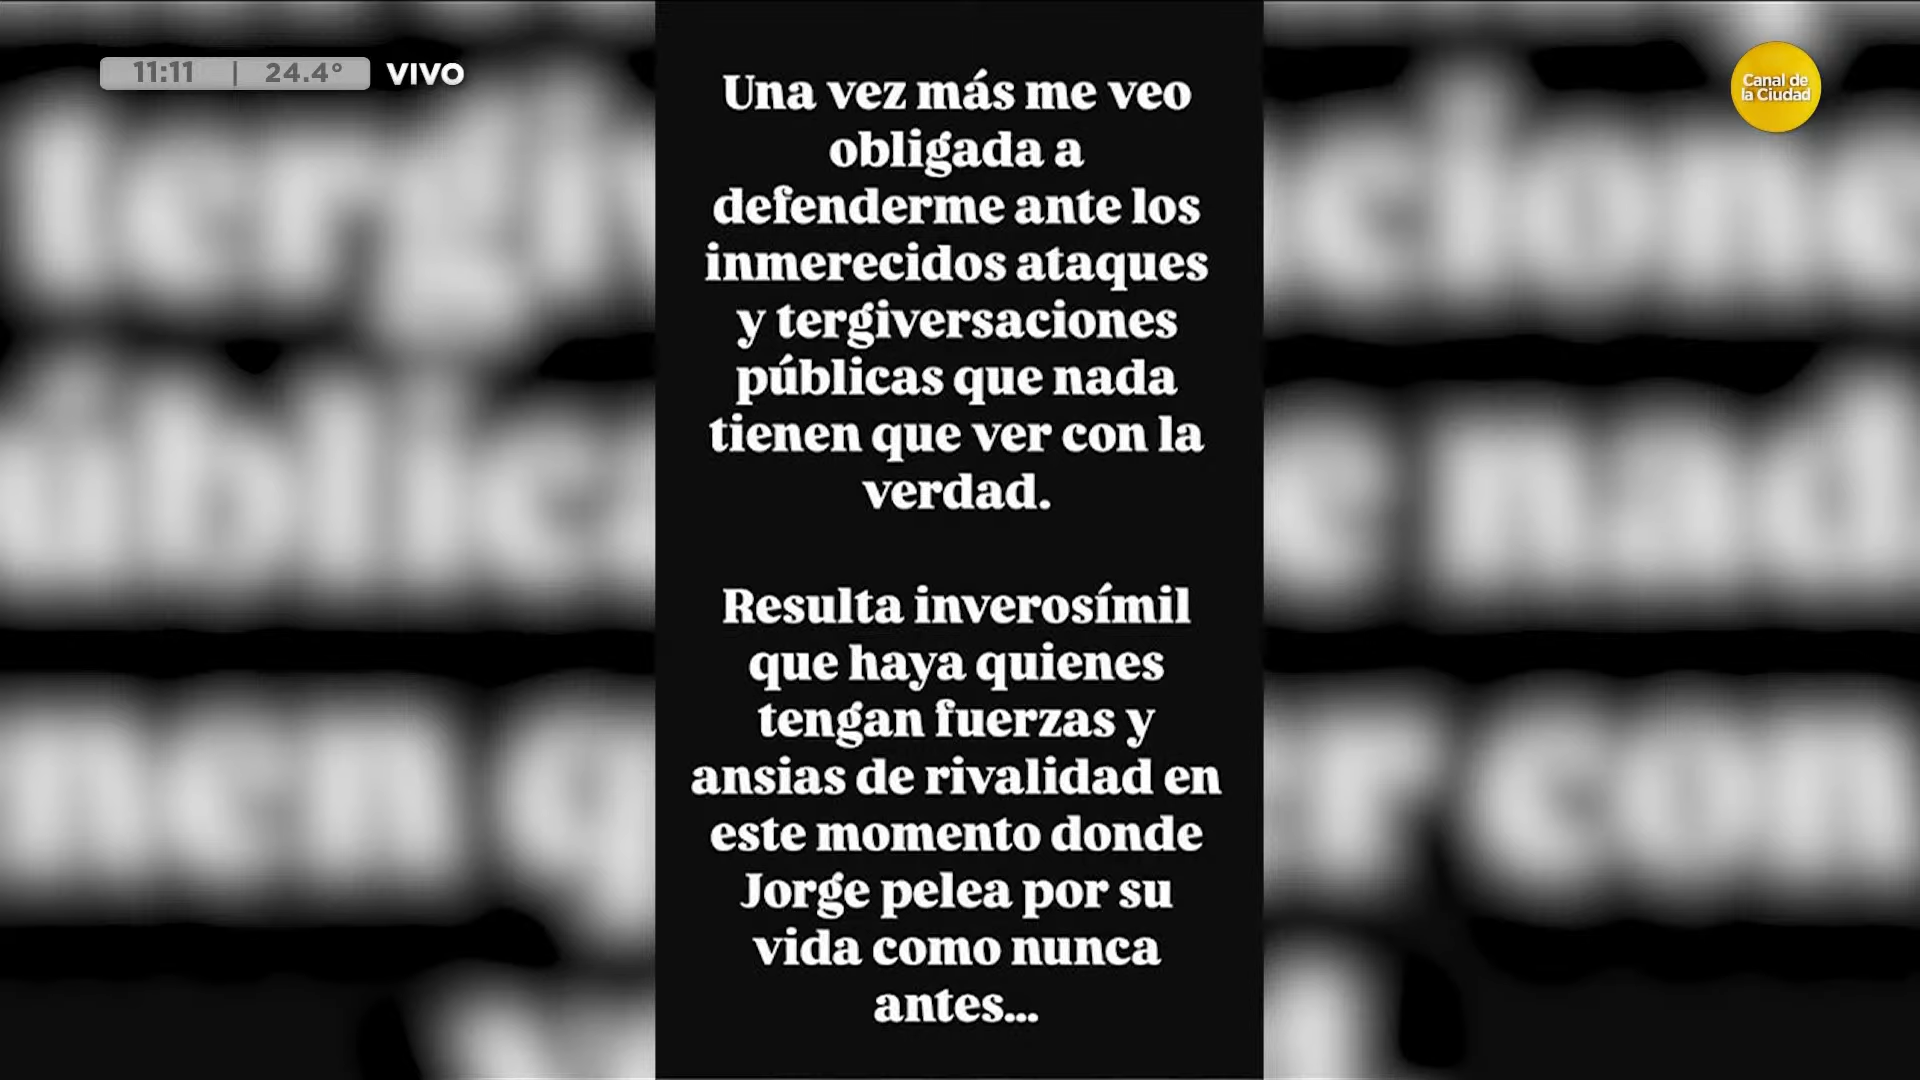 11:11 | 24.4° VIVO
Canal de
la Ciudad
Una vez más me veo
obligada a
defenderme ante los
inmerecidos ataques
y tergiversaciones
públicas que nada
tienen que ver con la
verdad.
Resulta inverosímil
que haya quienes
tengan fuerzas y
ansias de rivalidad en
este momento donde
Jorge pelea por su
vida como nunca
antes...